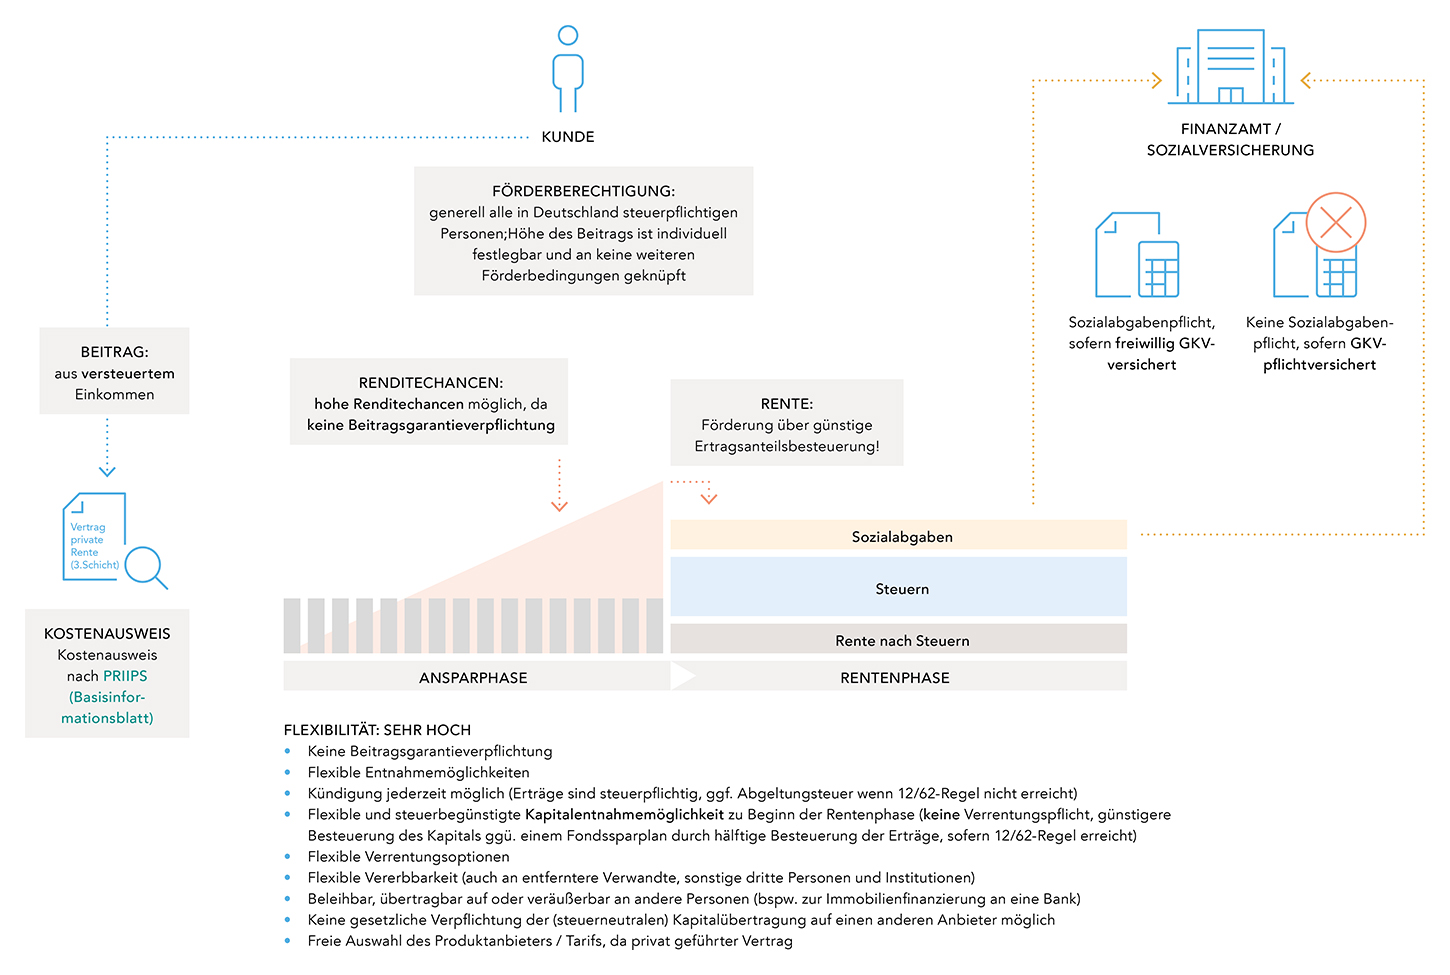 KUNDE
FINANZAMT /
SOZIALVERSICHERUNG
FÖRDERBERECHTIGUNG:
generell alle in Deutschland steuerpflichtigen
Personen;Höhe des Beitrags ist individuell
festlegbar und an keine weiteren
Förderbedingungen geknüpft
Sozialabgabenpflicht,
sofern freiwillig GKV-
versichert
Keine Sozialabgaben-
pflicht, sofern GKV-
pflichtversichert
BEITRAG:
aus versteuertem
Einkommen
RENDITECHANCEN:
hohe Renditechancen möglich, da
keine Beitragsgarantieverpflichtung
RENTE:
Förderung über günstige
Ertragsanteilsbesteuerung!
Vertrag
private
Rente
(3.Schicht)
Sozialabgaben
Steuern
Rente nach Steuern
KOSTENAUSWEIS
Kostenausweis
nach PRIIPS
(Basisinfor-
mationsblatt)
ANSPARPHASE
RENTENPHASE
FLEXIBILITÄT: SEHR HOCH
• Keine Beitragsgarantieverpflichtung
• Flexible Entnahmemöglichkeiten
• Kündigung jederzeit möglich (Erträge sind steuerpflichtig, ggf. Abgeltungsteuer wenn 12/62-Regel nicht erreicht)
• Flexible und steuerbegünstigte Kapitalentnahmemöglichkeit zu Beginn der Rentenphase (keine Verrentungspflicht, günstigere
Besteuerung des Kapitals ggü. einem Fondssparplan durch hälftige Besteuerung der Erträge, sofern 12/62-Regel erreicht)
• Flexible Verrentungsoptionen
• Flexible Vererbbarkeit (auch an entferntere Verwandte, sonstige dritte Personen und Institutionen)
• Beleihbar, übertragbar auf oder veräußerbar an andere Personen (bspw. zur Immobilienfinanzierung an eine Bank)
• Keine gesetzliche Verpflichtung der (steuerneutralen) Kapitalübertragung auf einen anderen Anbieter möglich
• Freie Auswahl des Produktanbieters / Tarifs, da privat geführter Vertrag